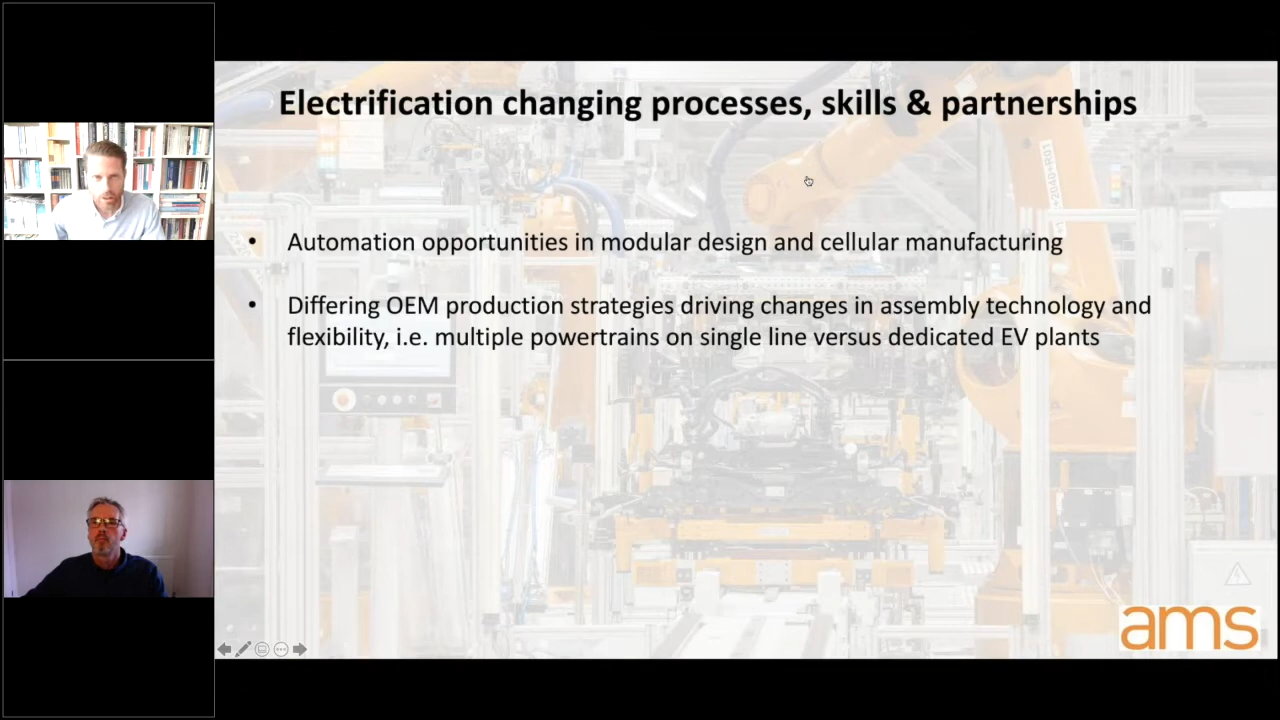 Electrification changing processes, skills & partnerships
• Automation opportunities in modular design and cellular manufacturing
• Differing OEM production strategies driving changes in assembly technology and
flexibility, i.e. multiple powertrains on single line versus dedicated EV plants
ams